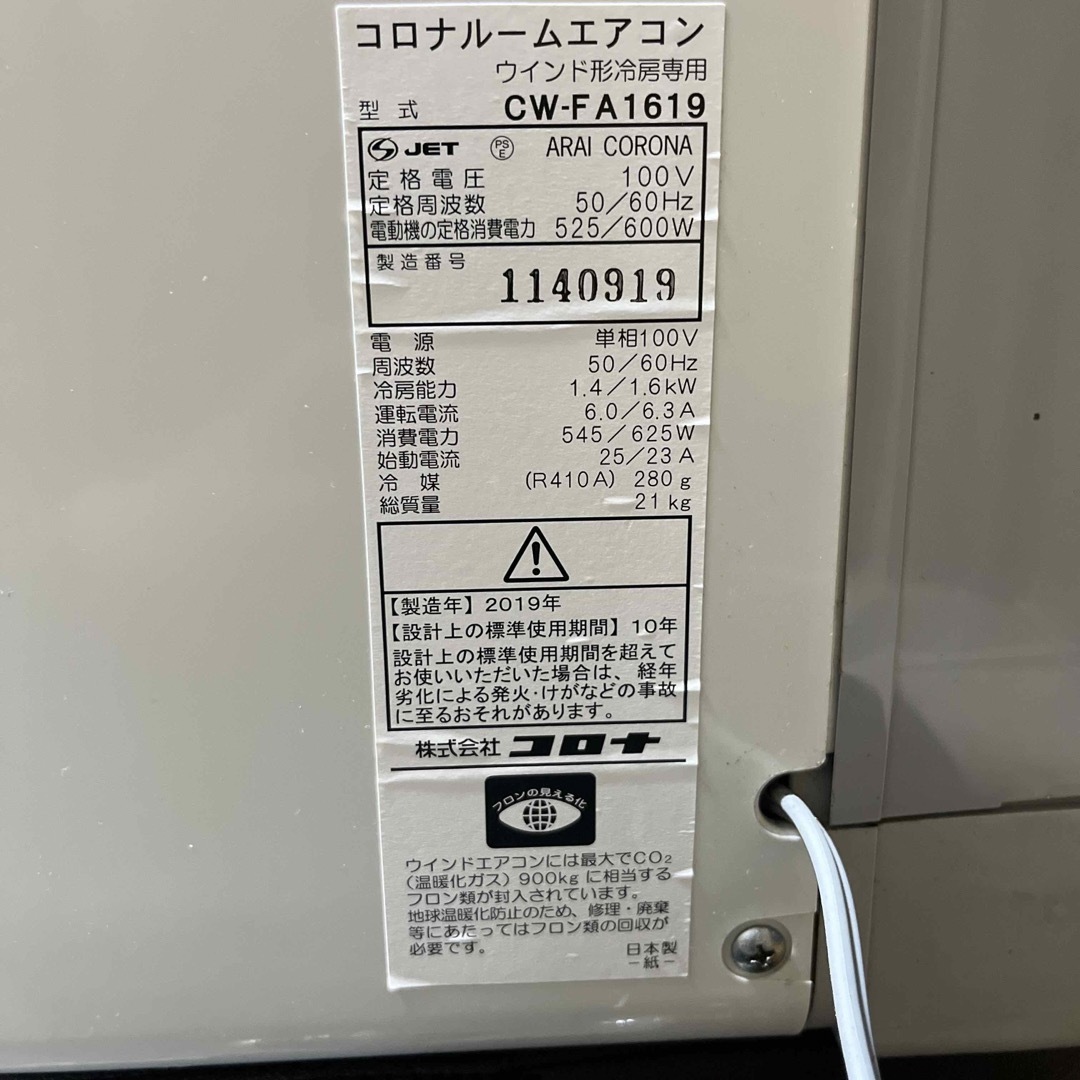 コロナルームエアコン
ウインド形冷房専用
型式 CW-FA1619
JET PSE ARAI CORONA
定格電圧 100V
定格周波数 50/60Hz
電動機の定格消費電力 525/600W
製造番号
1140919
電源 単相100V
周波数 50/60Hz
冷房能力 1.4/1.6kW
運転電流 6.0/6.3A
消費電力 545/625W
始動電流 25/23A
冷媒 (R410A) 280g
総質量 21kg
【製造年】2019年
【設計上の標準使用期間】10年
設計上の標準使用期間を超えて
お使いいただいた場合は、経年
劣化による発火・けがなどの事故
に至るおそれがあります。
株式会社 コロナ
フロンの見える化
ウインドエアコンには最大でCO₂
(温暖化ガス) 900kgに相当する
フロン類が封入されています。
地球温暖化防止のため、修理・廃棄
等にあたってはフロン類の回収が
必要です。
日本製
－紙－